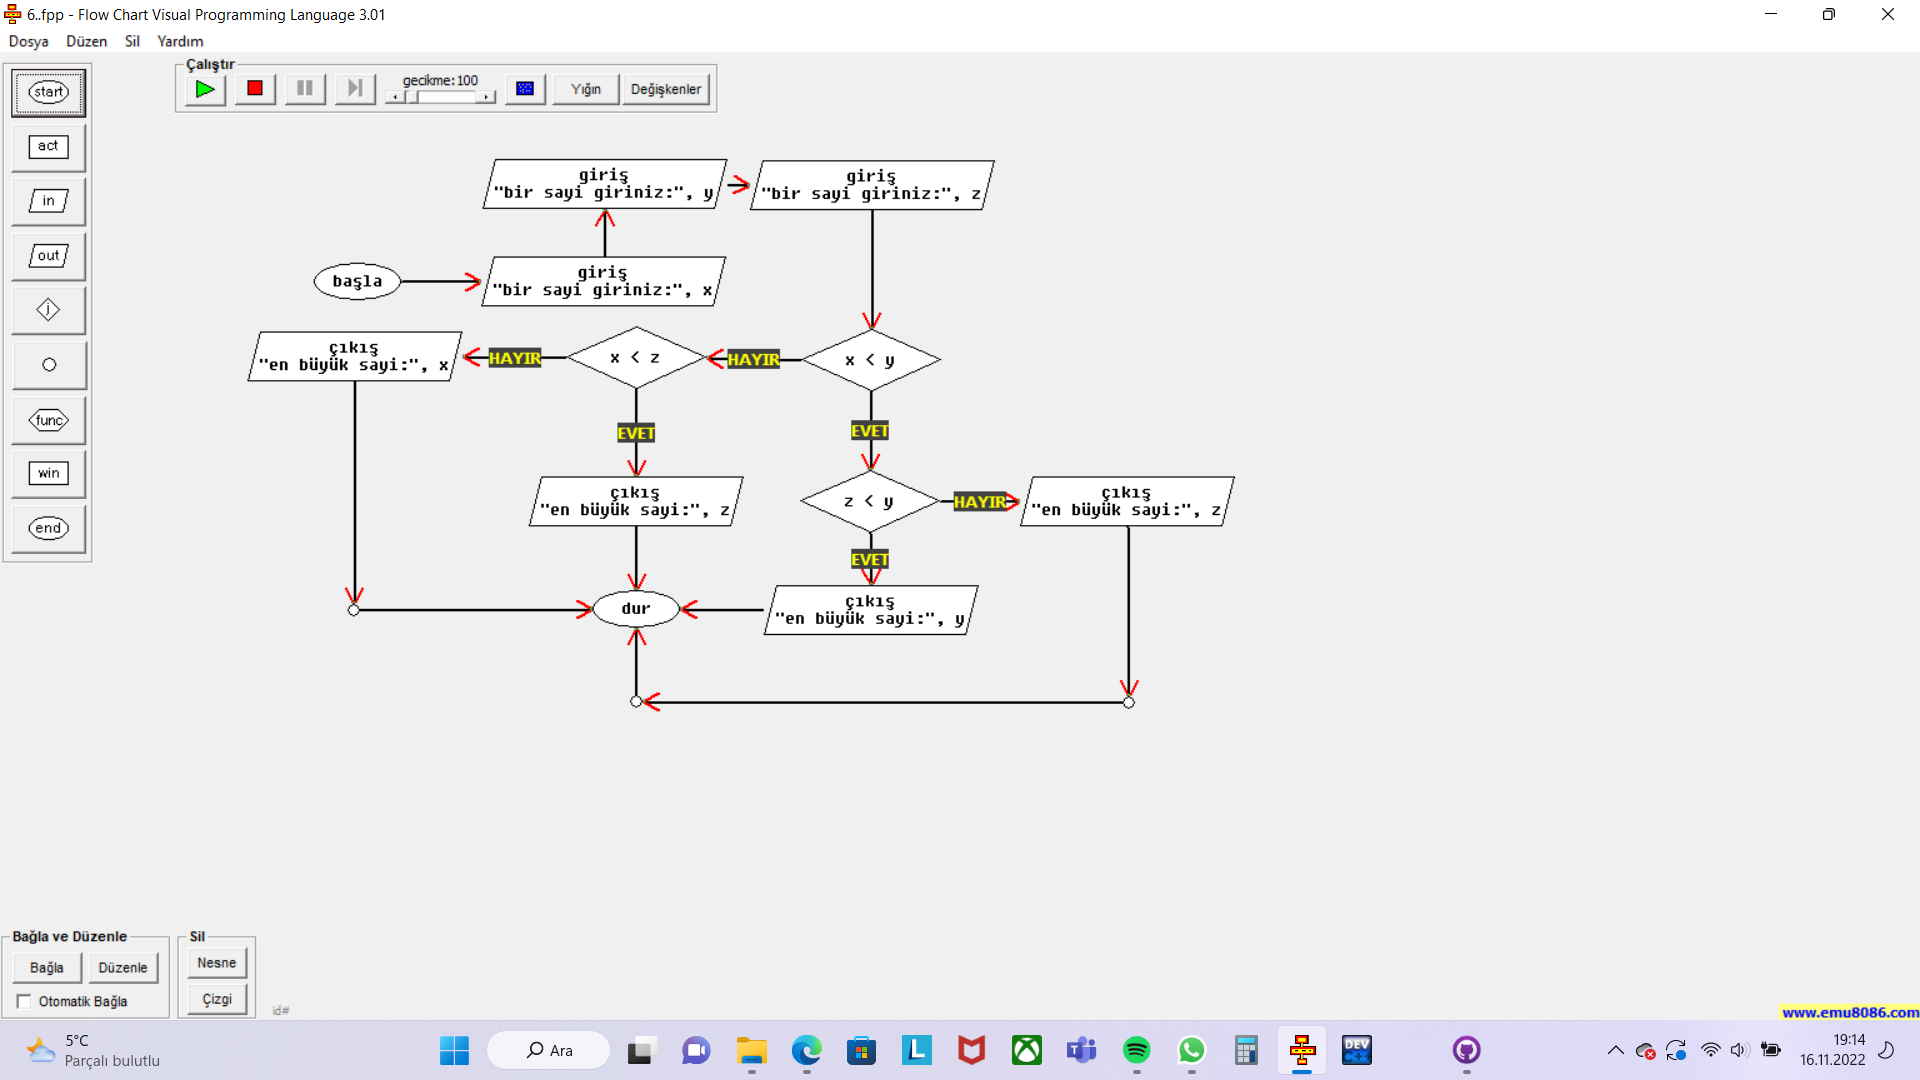 6..fpp - Flow Chart Visual Programming Language 3.01
Dosya Düzen Sil Yardım
Çalıştır
gecikme:100
Yığın
Değişkenler
start
act
in
out
j
func
win
end
giriş
"bir sayi giriniz:", y
giriş
"bir sayi giriniz:", z
başla
giriş
"bir sayi giriniz:", x
çıkış
"en büyük sayi:", x
HAYIR
x < z
HAYIR
x < y
EVET
EVET
çıkış
"en büyük sayi:", z
z < y
HAYIR
çıkış
"en büyük sayi:", z
EVET
dur
çıkış
"en büyük sayi:", y
Bağla ve Düzenle
Bağla
Düzenle
Otomatik Bağla
Sil
Nesne
Çizgi
id#
www.emu8086.com
5°C
Parçalı bulutlu
Ara
L
DEV
C++
19:14
16.11.2022